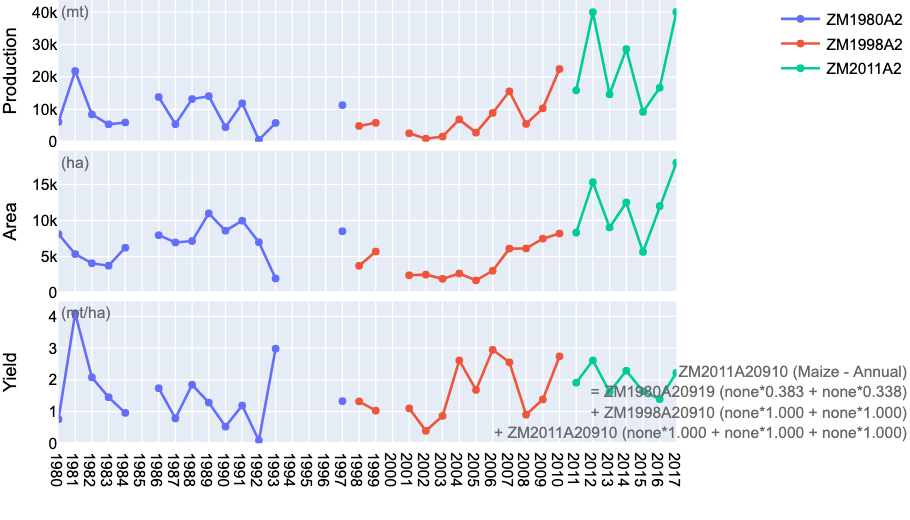 Production
(mt)
40k
30k
20k
10k
0
ZM1980A2
ZM1998A2
ZM2011A2
Area
(ha)
15k
10k
5k
0
Yield
(mt/ha)
4
3
2
1
0
ZM2011A20910 (Maize - Annual)
= ZM1980A20919 (none*0.383 + none*0.338)
+ ZM1998A20910 (none*1.000 + none*1.000)
+ ZM2011A20910 (none*1.000 + none*1.000 + none*1.000)
1980
1981
1982
1983
1984
1985
1986
1987
1988
1989
1990
1991
1992
1993
1994
1995
1996
1997
1998
1999
2000
2001
2002
2003
2004
2005
2006
2007
2008
2009
2010
2011
2012
2013
2014
2015
2016
2017